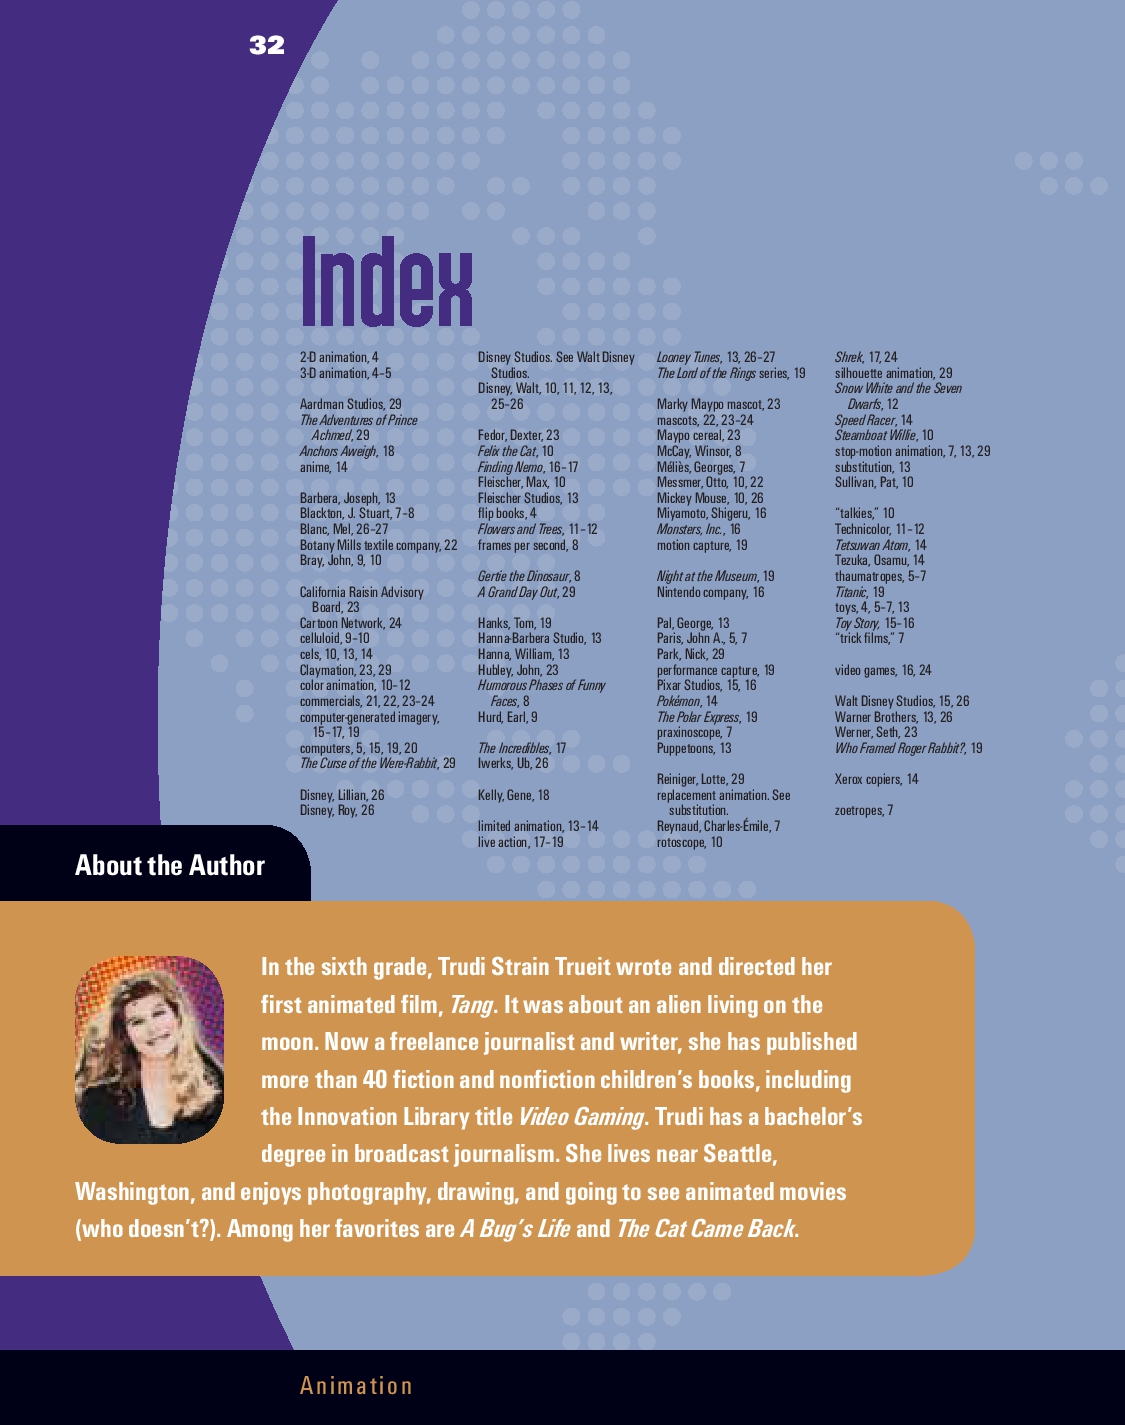 32
Index
2-D animation, 4
3-D animation, 4–5
Aardman Studios, 29
The Adventures of Prince
Achmed, 29
Anchors Aweigh, 18
anime, 14
Barbera, Joseph, 13
Blackton, J. Stuart, 7–8
Blanc, Mel, 26–27
Botany Mills textile company, 22
Bray, John, 9, 10
California Raisin Advisory
Board, 23
Cartoon Network, 24
celluloid, 9–10
cels, 10, 13, 14
Claymation, 23, 29
color animation, 10–12
commercials, 21, 22, 23–24
computer-generated imagery,
15–17, 19
computers, 5, 15, 19, 20
The Curse of the Were-Rabbit, 29
Disney, Lillian, 26
Disney, Roy, 26
Disney Studios. See Walt Disney
Studios.
Disney, Walt, 10, 11, 12, 13,
25–26
Fedor, Dexter, 23
Felix the Cat, 10
Finding Nemo, 16–17
Fleischer, Max, 10
Fleischer Studios, 13
flip books, 4
Flowers and Trees, 11–12
frames per second, 8
Gertie the Dinosaur, 8
A Grand Day Out, 29
Hanks, Tom, 19
Hanna-Barbera Studio, 13
Hanna, William, 13
Hubley, John, 23
Humorous Phases of Funny
Faces, 8
Hurd, Earl, 9
The Incredibles, 17
Iwerks, Ub, 26
Kelly, Gene, 18
limited animation, 13–14
live action, 17–19
Looney Tunes, 13, 26–27
The Lord of the Rings series, 19
Marky Maypo mascot, 23
mascots, 22, 23–24
Maypo cereal, 23
McCay, Winsor, 8
Méliès, Georges, 7
Messmer, Otto, 10, 22
Mickey Mouse, 10, 26
Miyamoto, Shigeru, 16
Monsters, Inc., 16
motion capture, 19
Night at the Museum, 19
Nintendo company, 16
Pal, George, 13
Paris, John A., 5, 7
Park, Nick, 29
performance capture, 19
Pixar Studios, 15, 16
Pokémon, 14
The Polar Express, 19
praxinoscope, 7
Puppetoons, 13
Reiniger, Lotte, 29
replacement animation. See
substitution.
Reynaud, Charles-Émile, 7
rotoscope, 10
Shrek, 17, 24
silhouette animation, 29
Snow White and the Seven
Dwarfs, 12
Speed Racer, 14
Steamboat Willie, 10
stop-motion animation, 7, 13, 29
substitution, 13
Sullivan, Pat, 10
“talkies,” 10
Technicolor, 11–12
Tetsuwan Atom, 14
Tezuka, Osamu, 14
thaumatropes, 5–7
Titanic, 19
toys, 4, 5–7, 13
Toy Story, 15–16
“trick films,” 7
video games, 16, 24
Walt Disney Studios, 15, 26
Warner Brothers, 13, 26
Werner, Seth, 23
Who Framed Roger Rabbit?, 19
Xerox copiers, 14
zoetropes, 7
About the Author
In the sixth grade, Trudi Strain Trueit wrote and directed her
first animated film, Tang. It was about an alien living on the
moon. Now a freelance journalist and writer, she has published
more than 40 fiction and nonfiction children’s books, including
the Innovation Library title Video Gaming. Trudi has a bachelor’s
degree in broadcast journalism. She lives near Seattle,
Washington, and enjoys photography, drawing, and going to see animated movies
(who doesn’t?). Among her favorites are A Bug’s Life and The Cat Came Back.
Animation